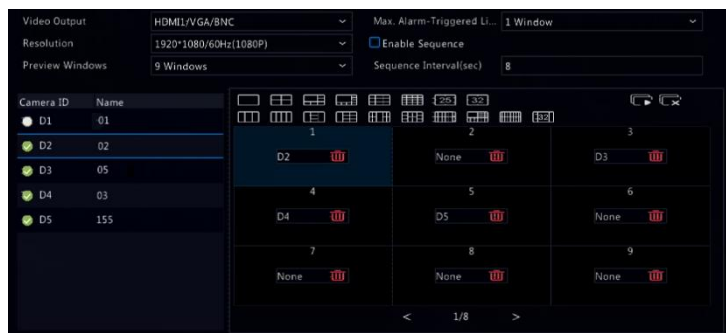 Video Output HDMI1/VGA/BNC Max. Alarm-Triggered Li... 1 Window
Resolution 1920*1080/60Hz(1080P) Enable Sequence
Preview Windows 9 Windows Sequence Interval(sec) 8
Camera ID Name
25 32
D1 01
32
1 2 3
D2 02
D2 None D3
D3 05
4 5 6
D4 03
D4 D5 None
D5 155
7 8 9
None None None
< 1/8 >